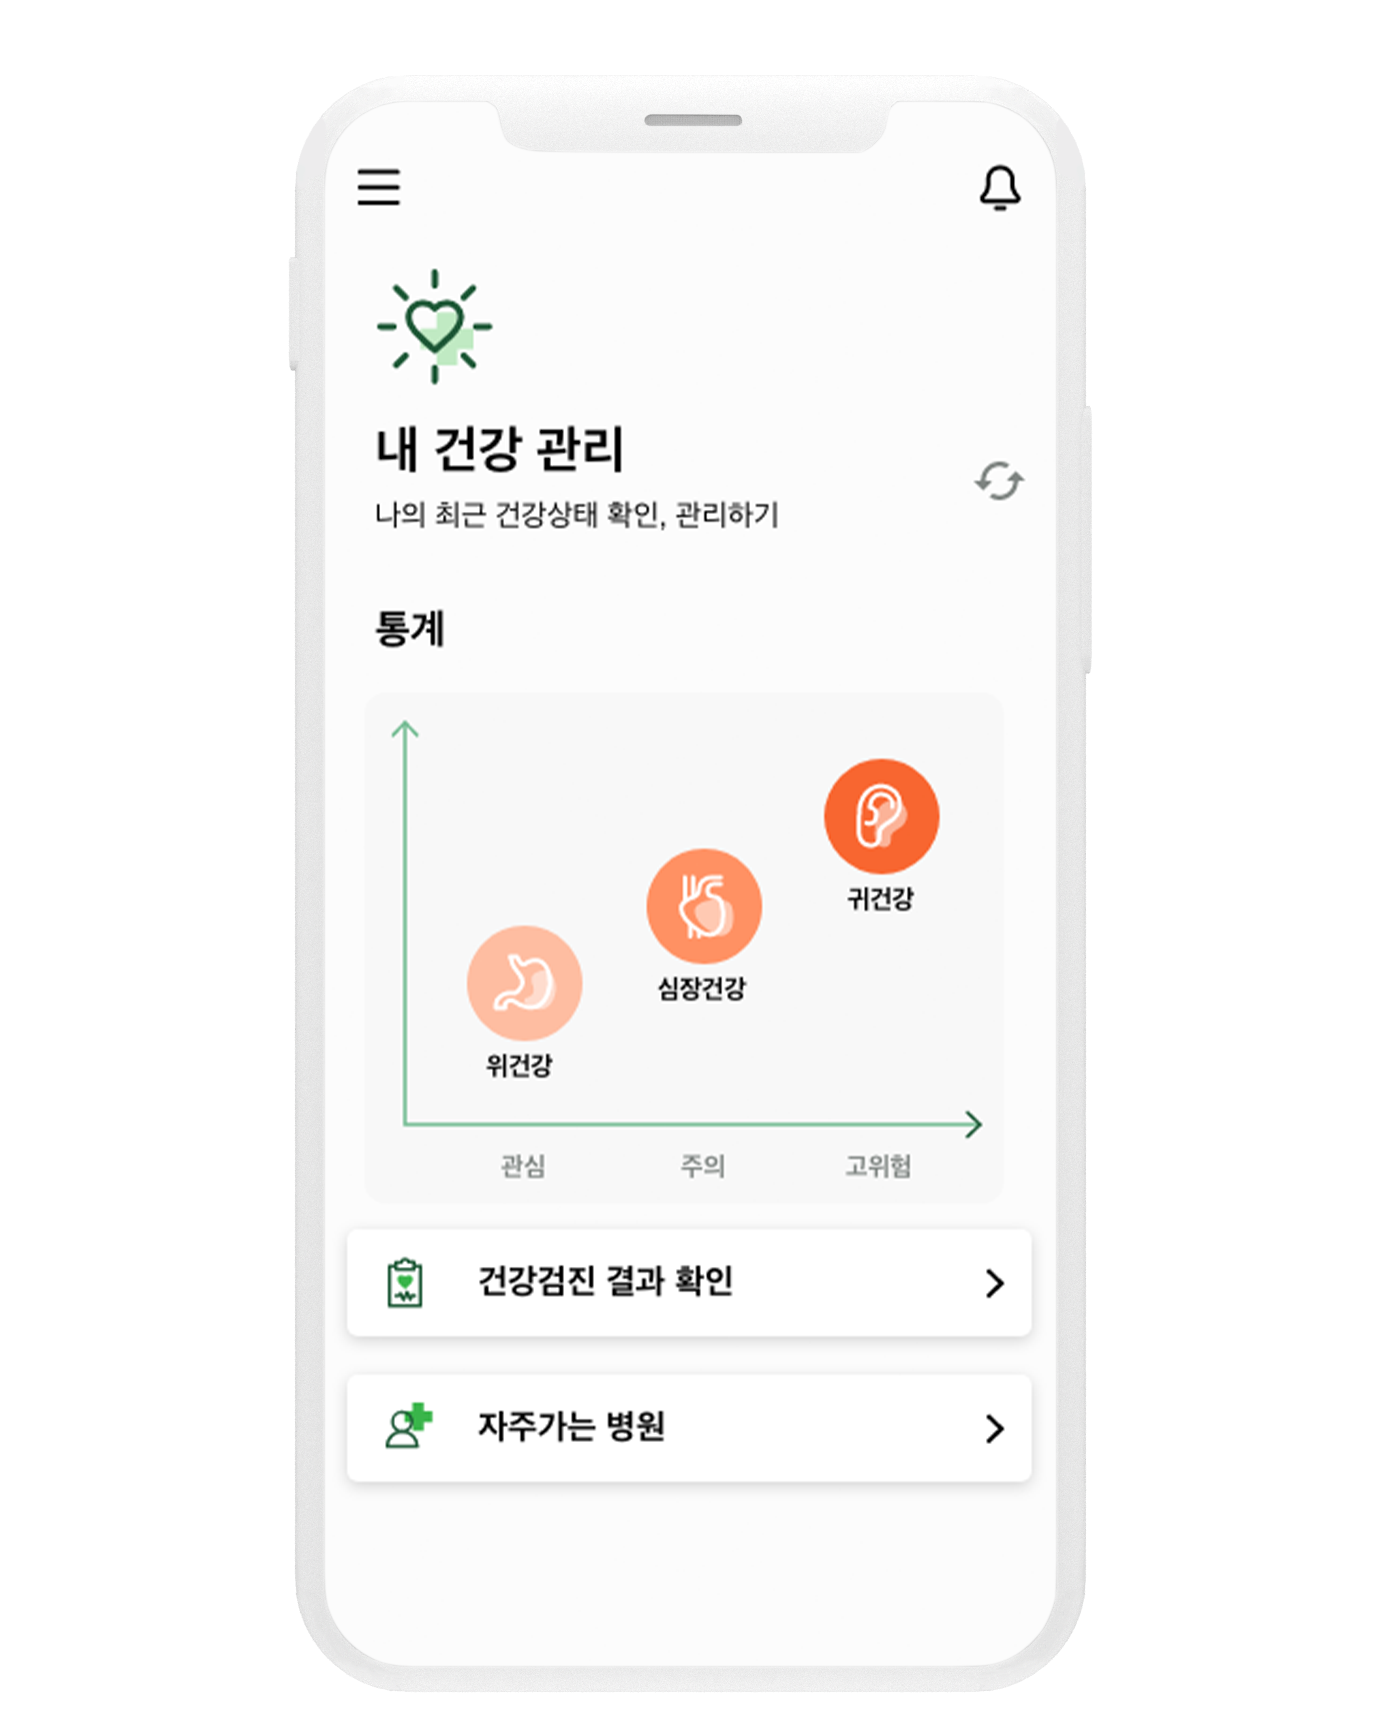 내 건강 관리
나의 최근 건강상태 확인, 관리하기
통계
귀건강
심장건강
위건강
관심 주의 고위험
건강검진 결과 확인
자주가는 병원